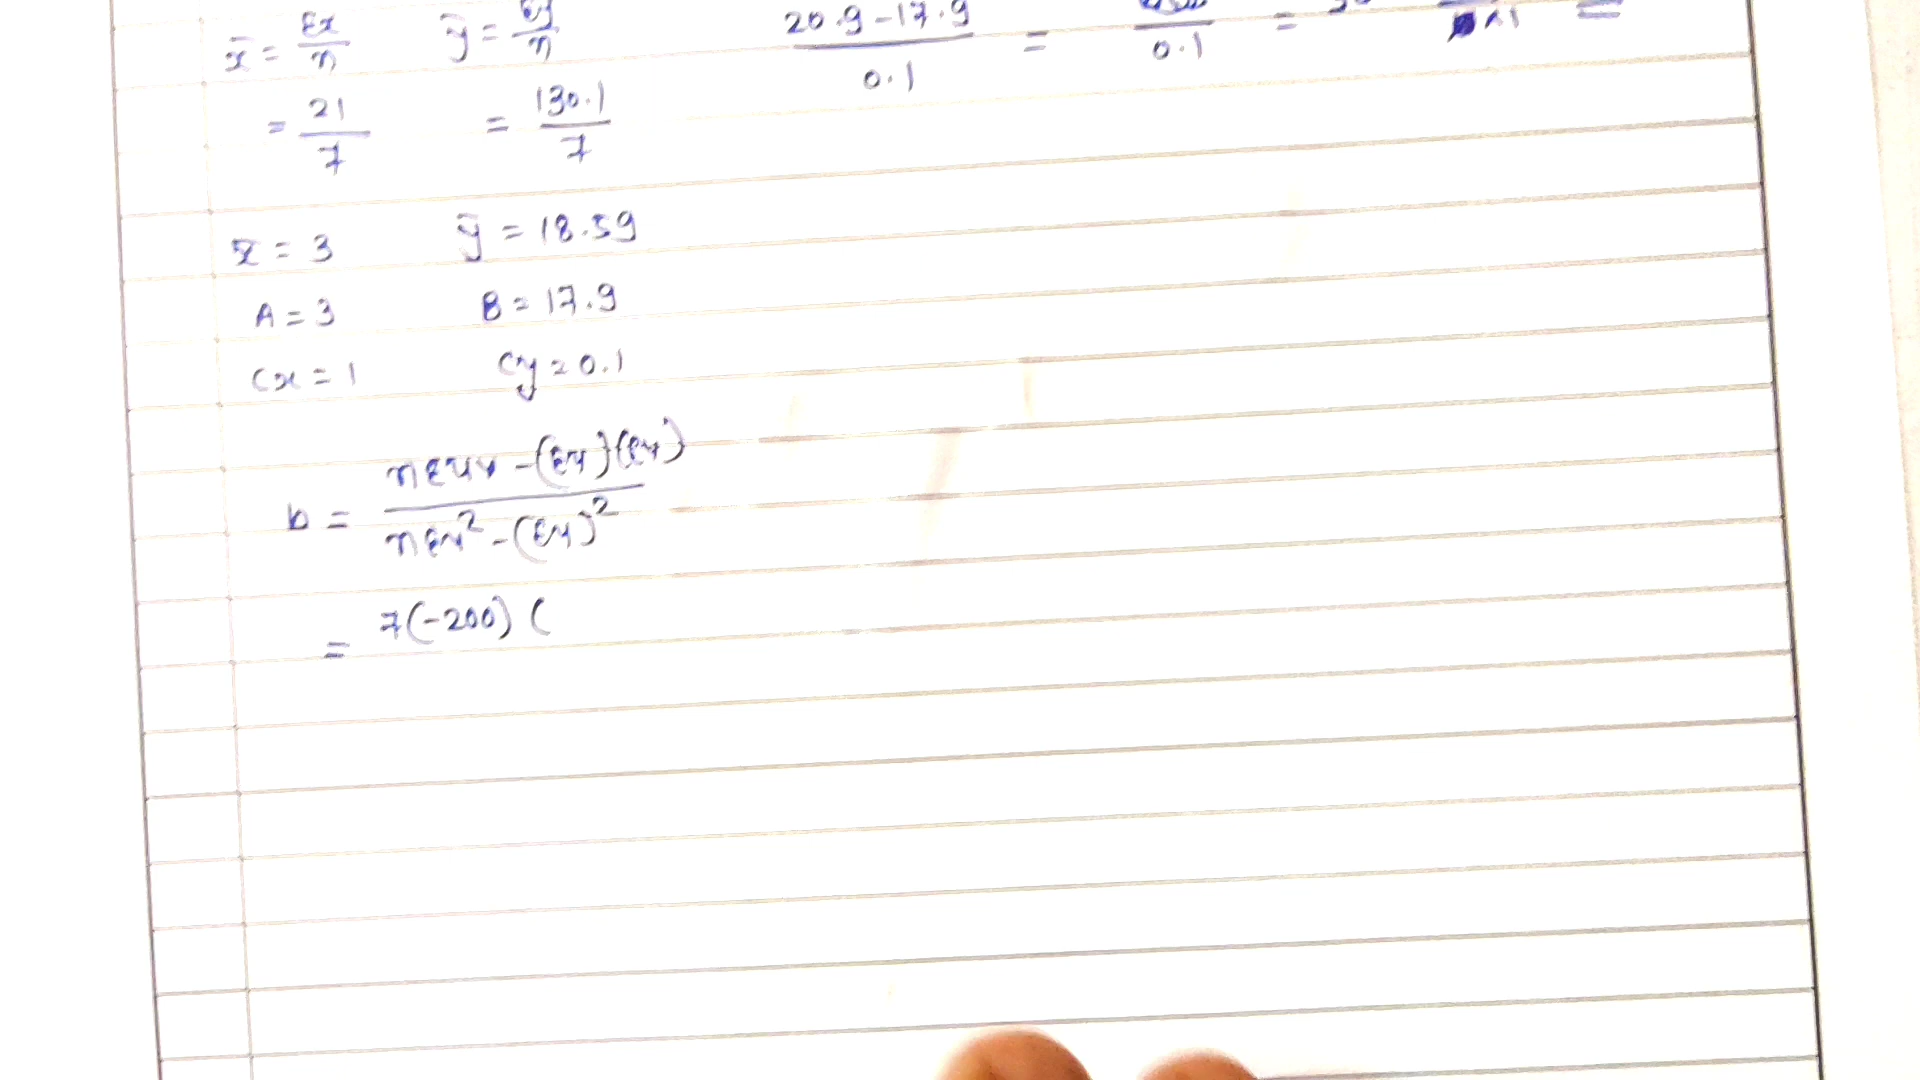 x̄ = Σx/n ȳ = Σy/n 20.9-17.9/0.1 = /0.1 =
= 21/7 = 130.1/7
x̄ = 3 ȳ = 18.59
A = 3 B = 17.9
Cx = 1 Cy = 0.1
b = nΣuv - (Σu)(Σv)/nΣu² - (Σu)²
= 7(-200) (